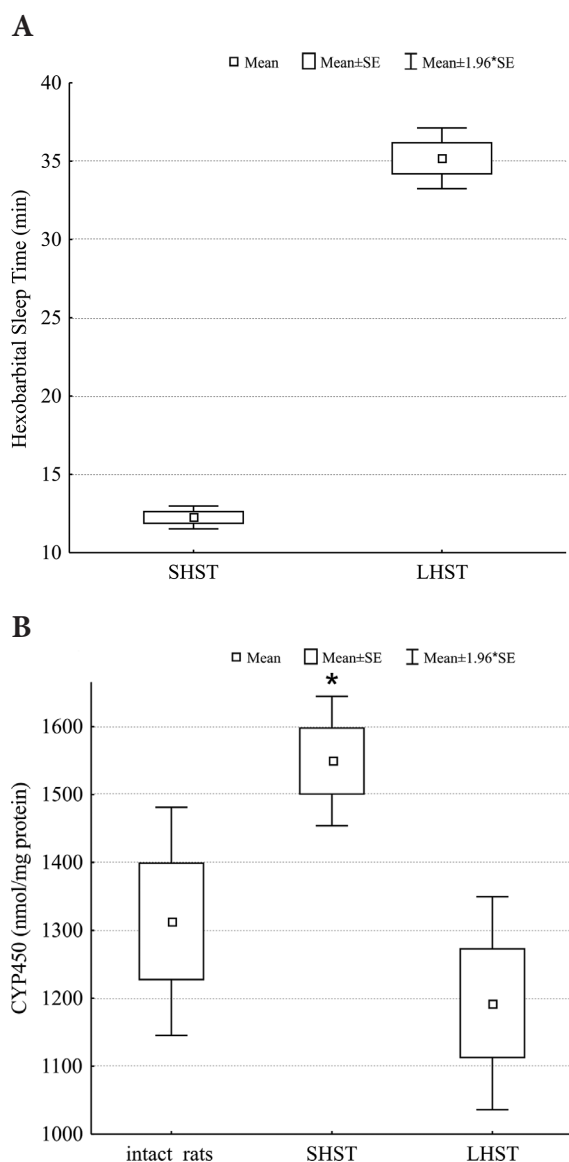 A
Mean Mean±SE Mean±1.96*SE
Hexobarbital Sleep Time (min)
40
35
30
25
20
15
10
SHST LHST
B
Mean Mean±SE Mean±1.96*SE
*
CYP450 (nmol/mg protein)
1600
1500
1400
1300
1200
1100
1000
intact rats SHST LHST